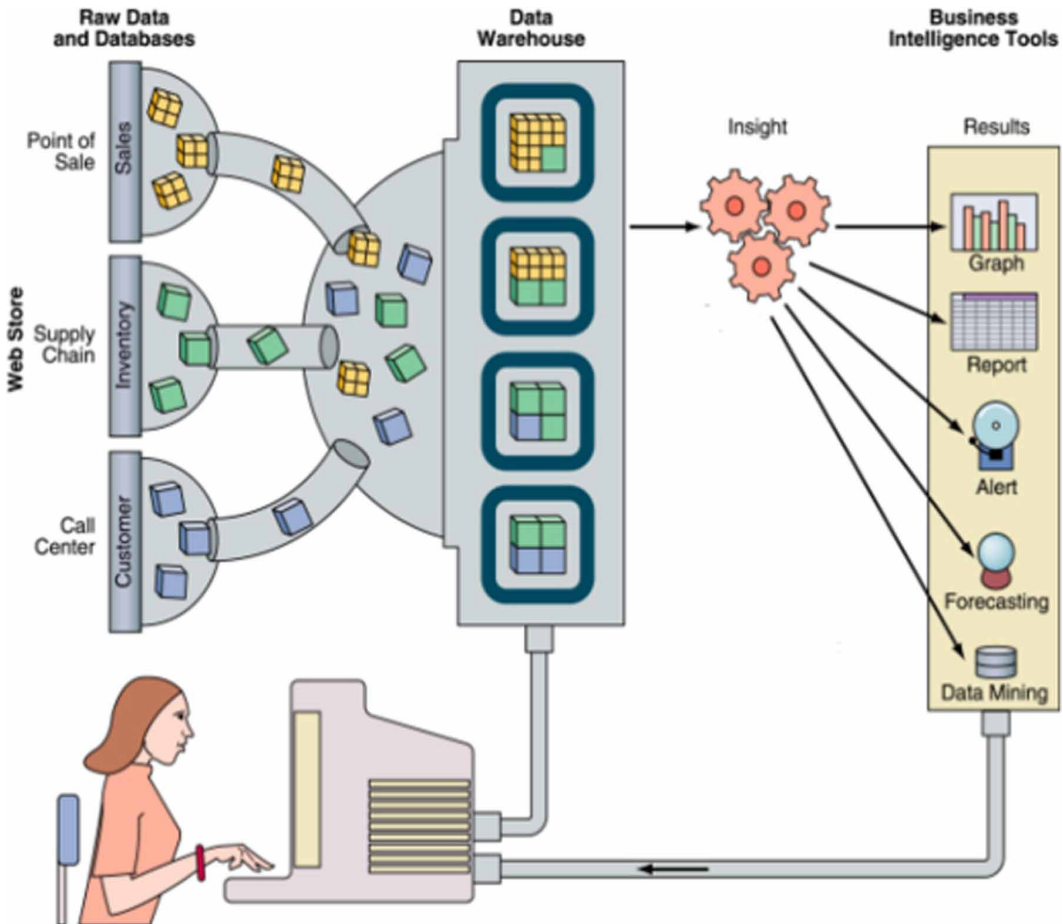 Raw Data
and Databases
Data
Warehouse
Business
Intelligence Tools
Web Store
Point of
Sale
Sales
Supply
Chain
Inventory
Call
Center
Customer
Insight
Results
Graph
Report
Alert
Forecasting
Data Mining